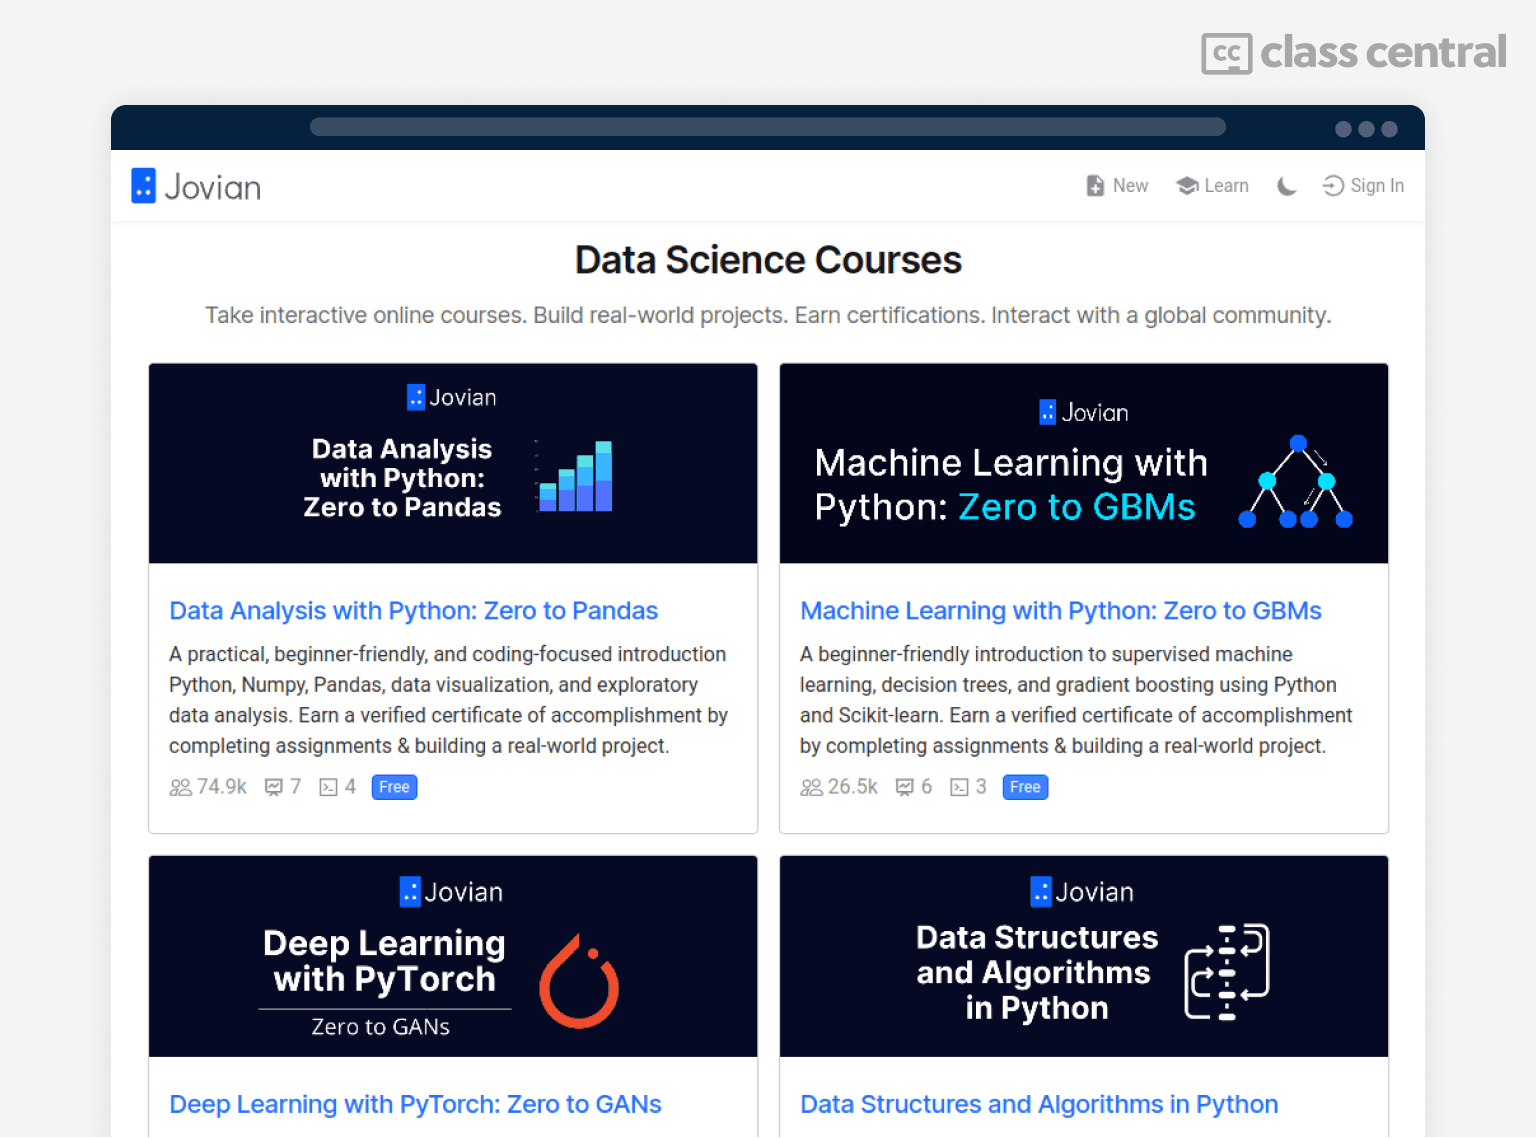 cc class central
Jovian
New Learn Sign In
Data Science Courses
Take interactive online courses. Build real-world projects. Earn certifications. Interact with a global community.
Jovian
Data Analysis
with Python:
Zero to Pandas
Data Analysis with Python: Zero to Pandas
A practical, beginner-friendly, and coding-focused introduction
Python, Numpy, Pandas, data visualization, and exploratory
data analysis. Earn a verified certificate of accomplishment by
completing assignments & building a real-world project.
74.9k 7 4 Free
Jovian
Machine Learning with
Python: Zero to GBMs
Machine Learning with Python: Zero to GBMs
A beginner-friendly introduction to supervised machine
learning, decision trees, and gradient boosting using Python
and Scikit-learn. Earn a verified certificate of accomplishment
by completing assignments & building a real-world project.
26.5k 6 3 Free
Jovian
Deep Learning
with PyTorch
Zero to GANs
Deep Learning with PyTorch: Zero to GANs
Jovian
Data Structures
and Algorithms
in Python
Data Structures and Algorithms in Python